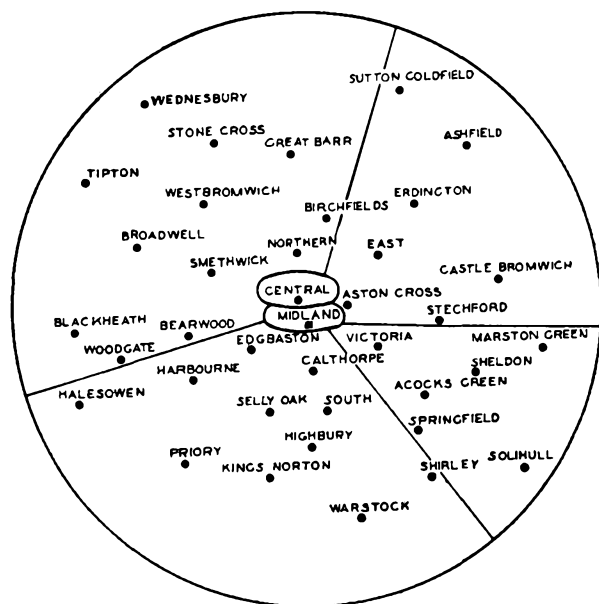 SUTTON COLDFIELD
WEDNESBURY
STONE CROSS
GREAT BARR
ASHFIELD
TIPTON
WESTBROMWICH
ERDINGTON
BIRCHFIELDS
BROADWELL
NORTHERN
EAST
SMETHWICK
CASTLE BROMWICH
CENTRAL
ASTON CROSS
MIDLAND
STECHFORD
BLACKHEATH
BEARWOOD
VICTORIA
MARSTON GREEN
WOODGATE
EDGBASTON
CALTHORPE
SHELDON
HARBOURNE
HALESOWEN
ACOCKS GREEN
SELLY OAK
SOUTH
SPRINGFIELD
HIGHBURY
PRIORY
KINGS NORTON
SHIRLEY
SOLIHULL
WARSTOCK